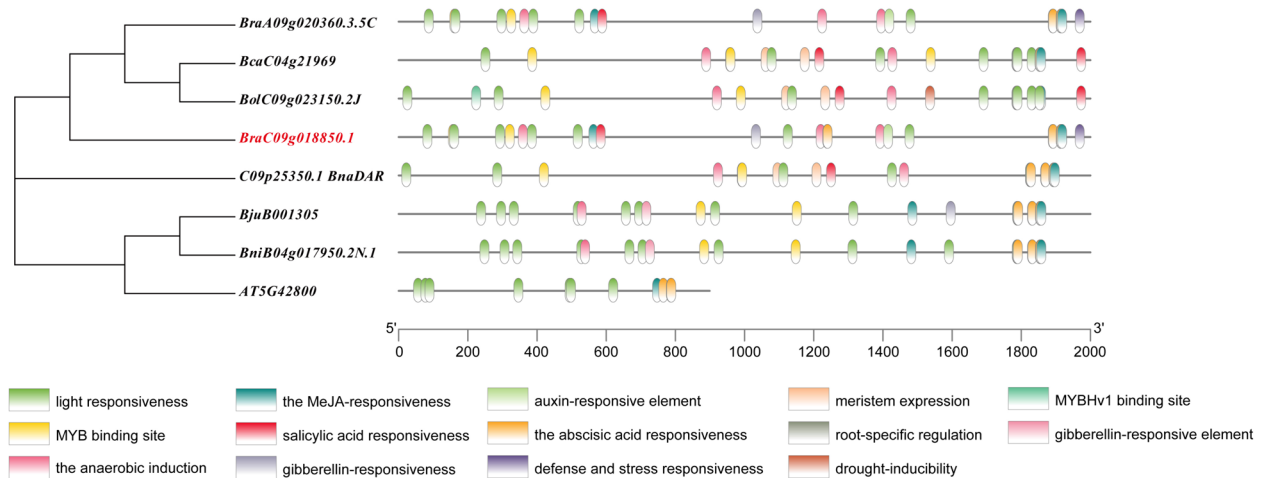 BraA09g020360.3.5C
BcaC04g21969
BolC09g023150.2J
BraC09g018850.1
C09p25350.1 BnaDAR
BjuB001305
BniB04g017950.2N.1
AT5G42800
5' 3'
0 200 400 600 800 1000 1200 1400 1600 1800 2000
light responsiveness the MeJA-responsiveness auxin-responsive element meristem expression MYBHv1 binding site
MYB binding site salicylic acid responsiveness the abscisic acid responsiveness root-specific regulation gibberellin-responsive element
the anaerobic induction gibberellin-responsiveness defense and stress responsiveness drought-inducibility